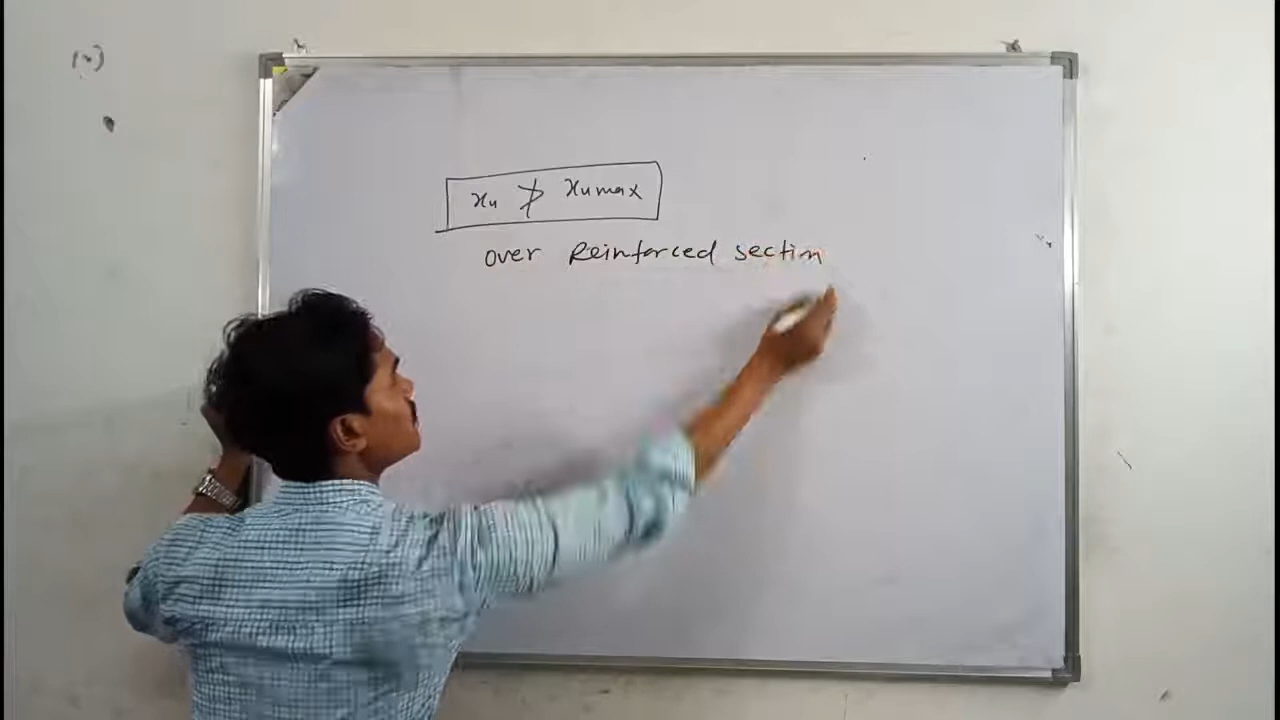 (x)
xu ≯ xumax
over Reinforced section